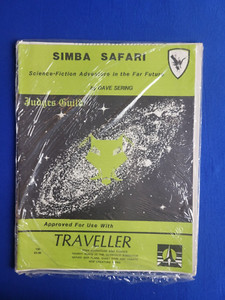 SIMBA SAFARI
Science-Fiction Adventure in the Far Future
by DAVE SERING
Judges Guild
Approved For Use With
TRAVELLER